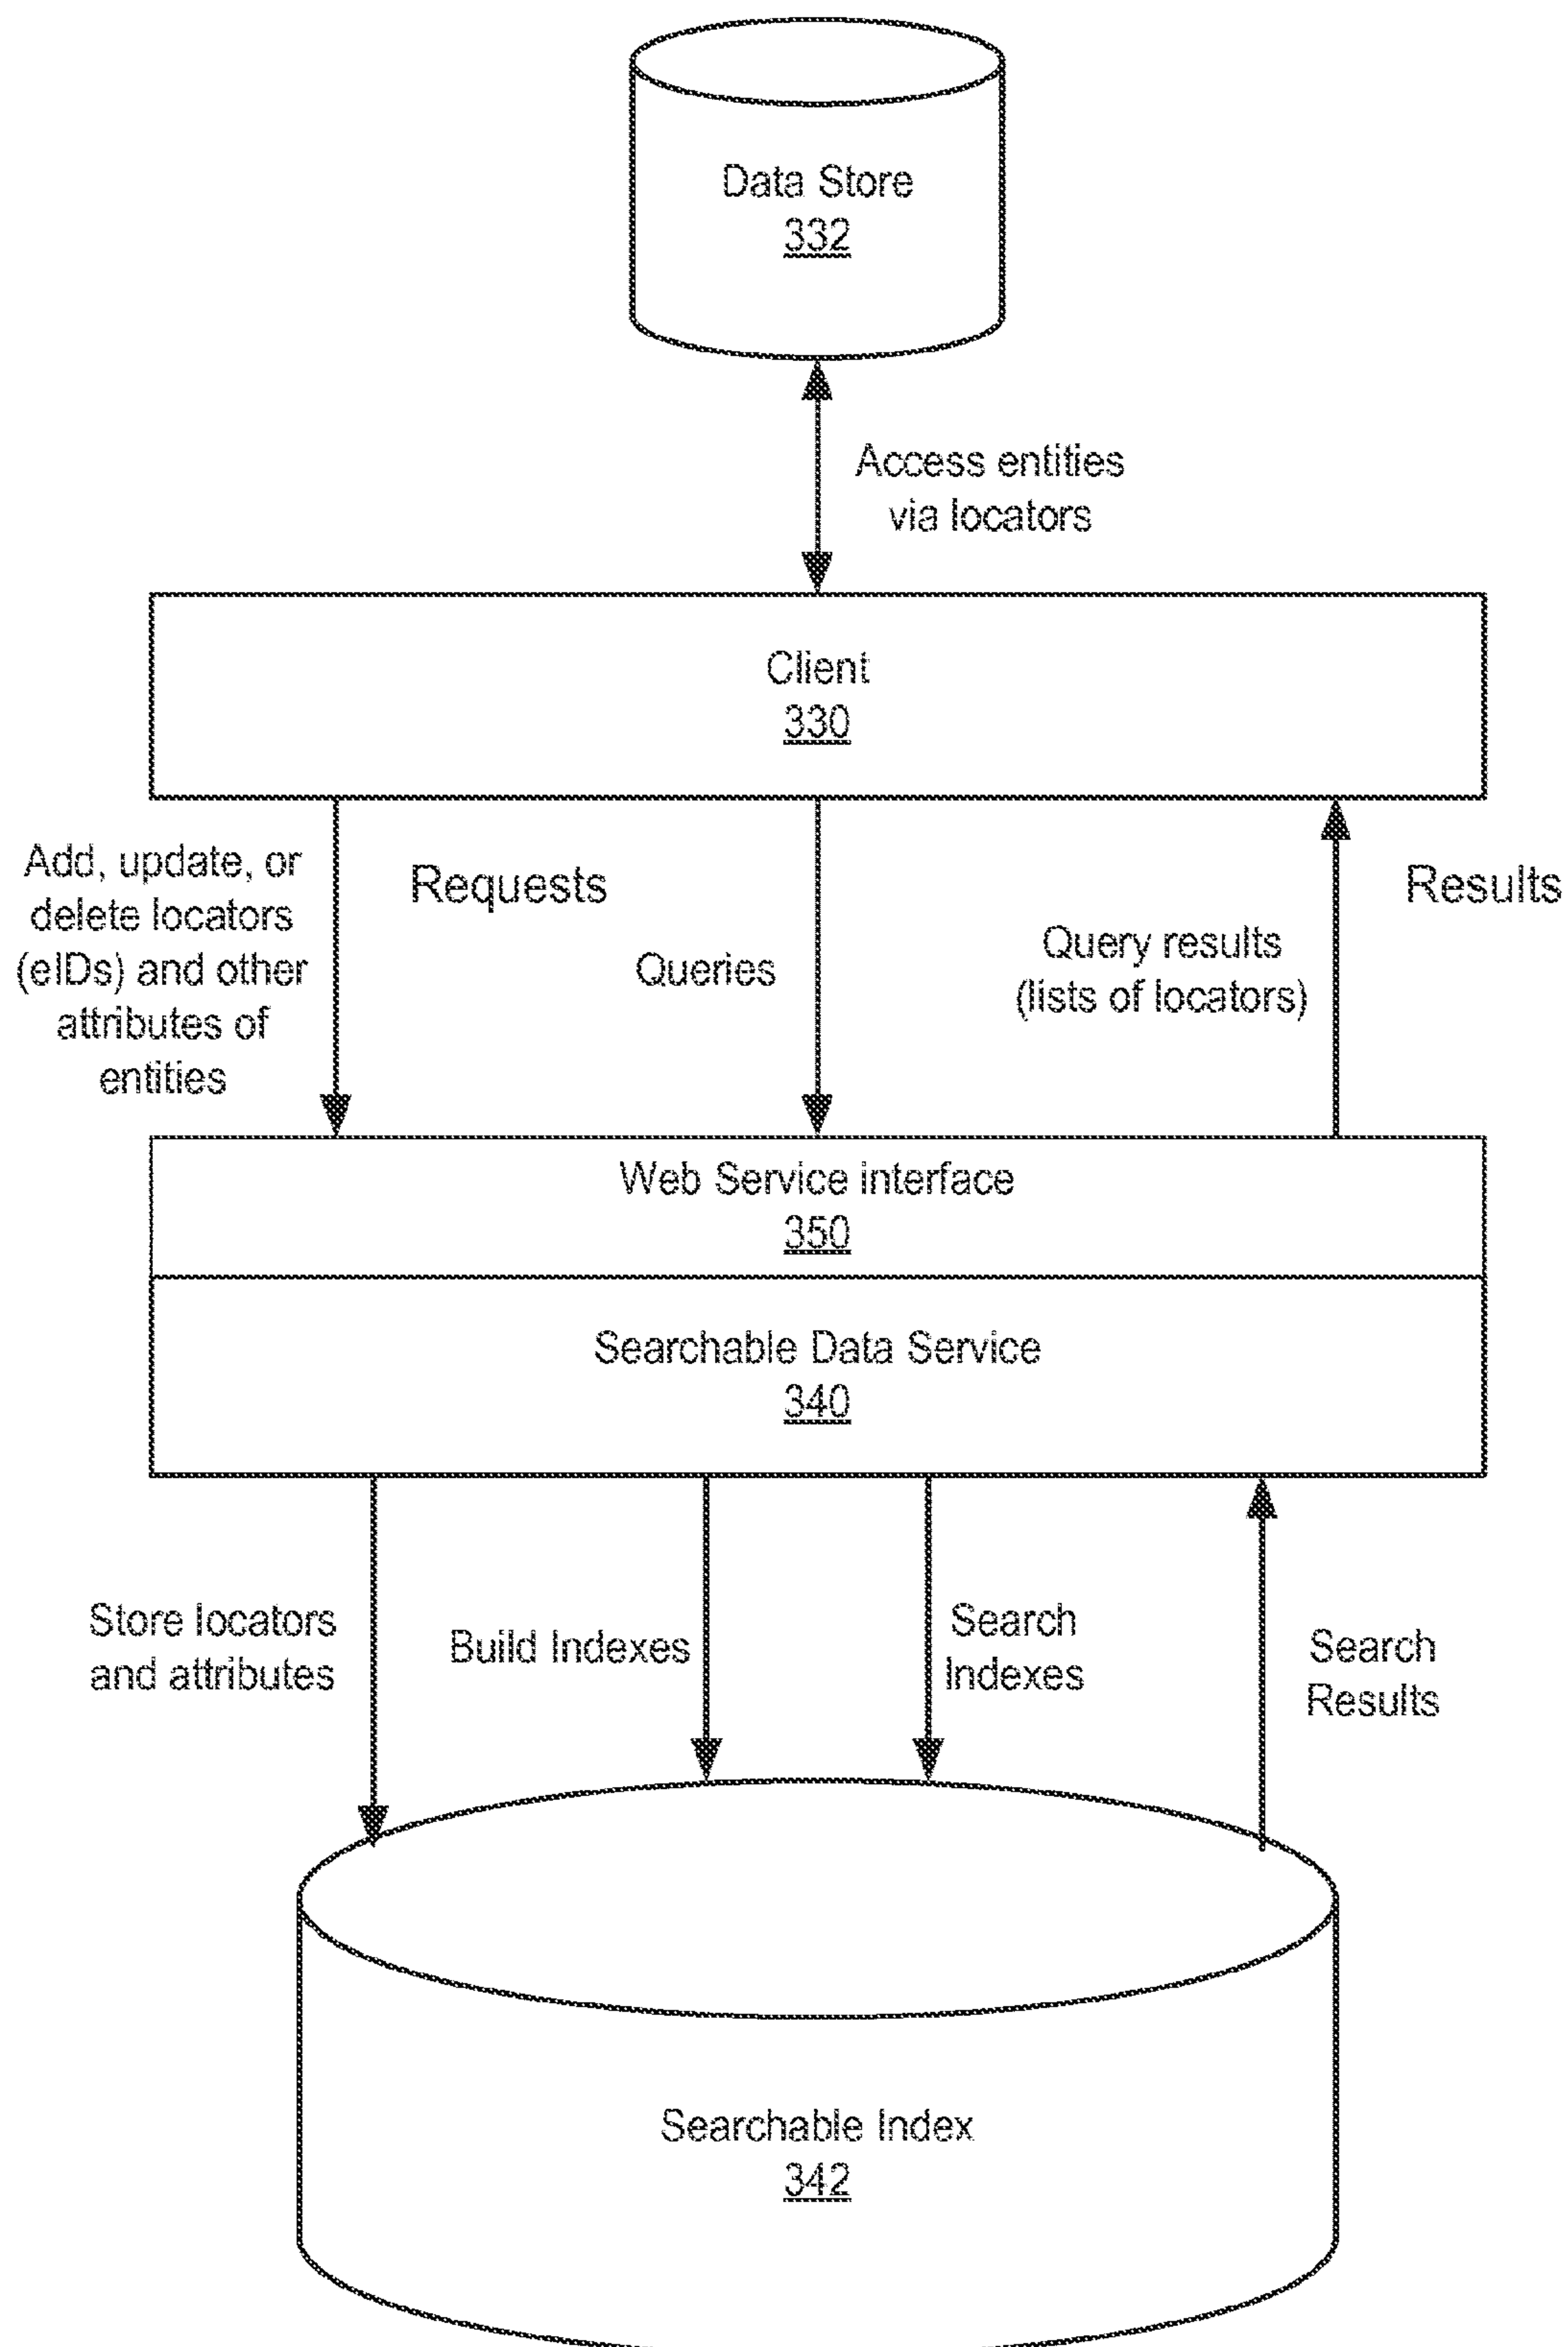 Data Store
332
Access entities
via locators
Client
330
Add, update, or
delete locators
(eIDs) and other
attributes of
entities
Requests
Queries
Query results
(lists of locators)
Results
Web Service interface
350
Searchable Data Service
340
Store locators
and attributes
Build Indexes
Search
Indexes
Search
Results
Searchable Index
342